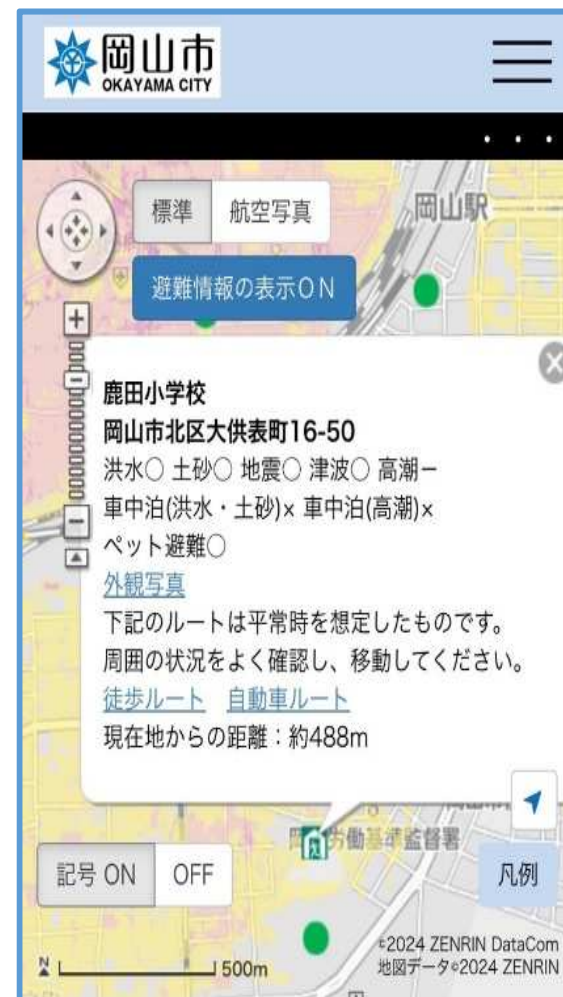 岡山市
OKAYAMA CITY
・・・
標準 航空写真
岡山駅
避難情報の表示ON
鹿田小学校
岡山市北区大供表町16-50
洪水○ 土砂○ 地震○ 津波○ 高潮ー
車中泊(洪水・土砂)× 車中泊(高潮)×
ペット避難○
外観写真
下記のルートは平常時を想定したものです。
周囲の状況をよく確認し、移動してください。
徒歩ルート 自動車ルート
現在地からの距離：約488m
労働基準監督署
記号 ON OFF
凡例
500m
©2024 ZENRIN DataCom
地図データ©2024 ZENRIN